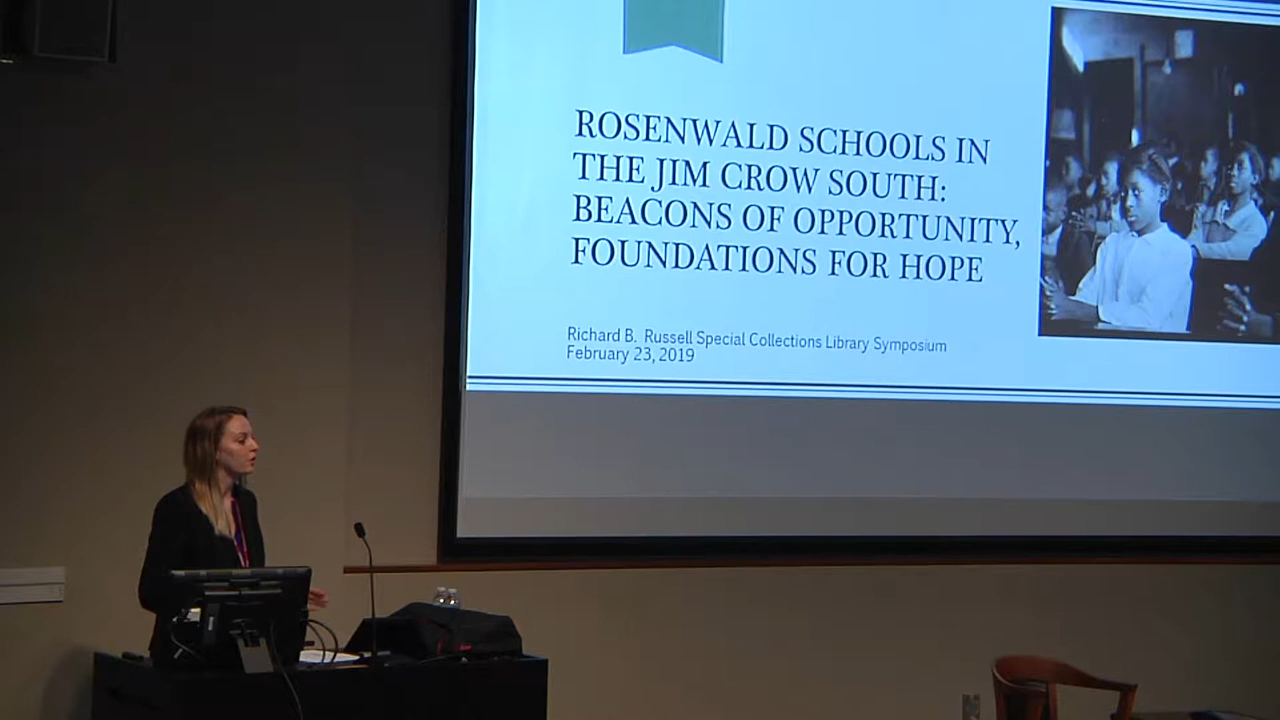 ROSENWALD SCHOOLS IN
THE JIM CROW SOUTH:
BEACONS OF OPPORTUNITY,
FOUNDATIONS FOR HOPE
Richard B. Russell Special Collections Library Symposium
February 23, 2019